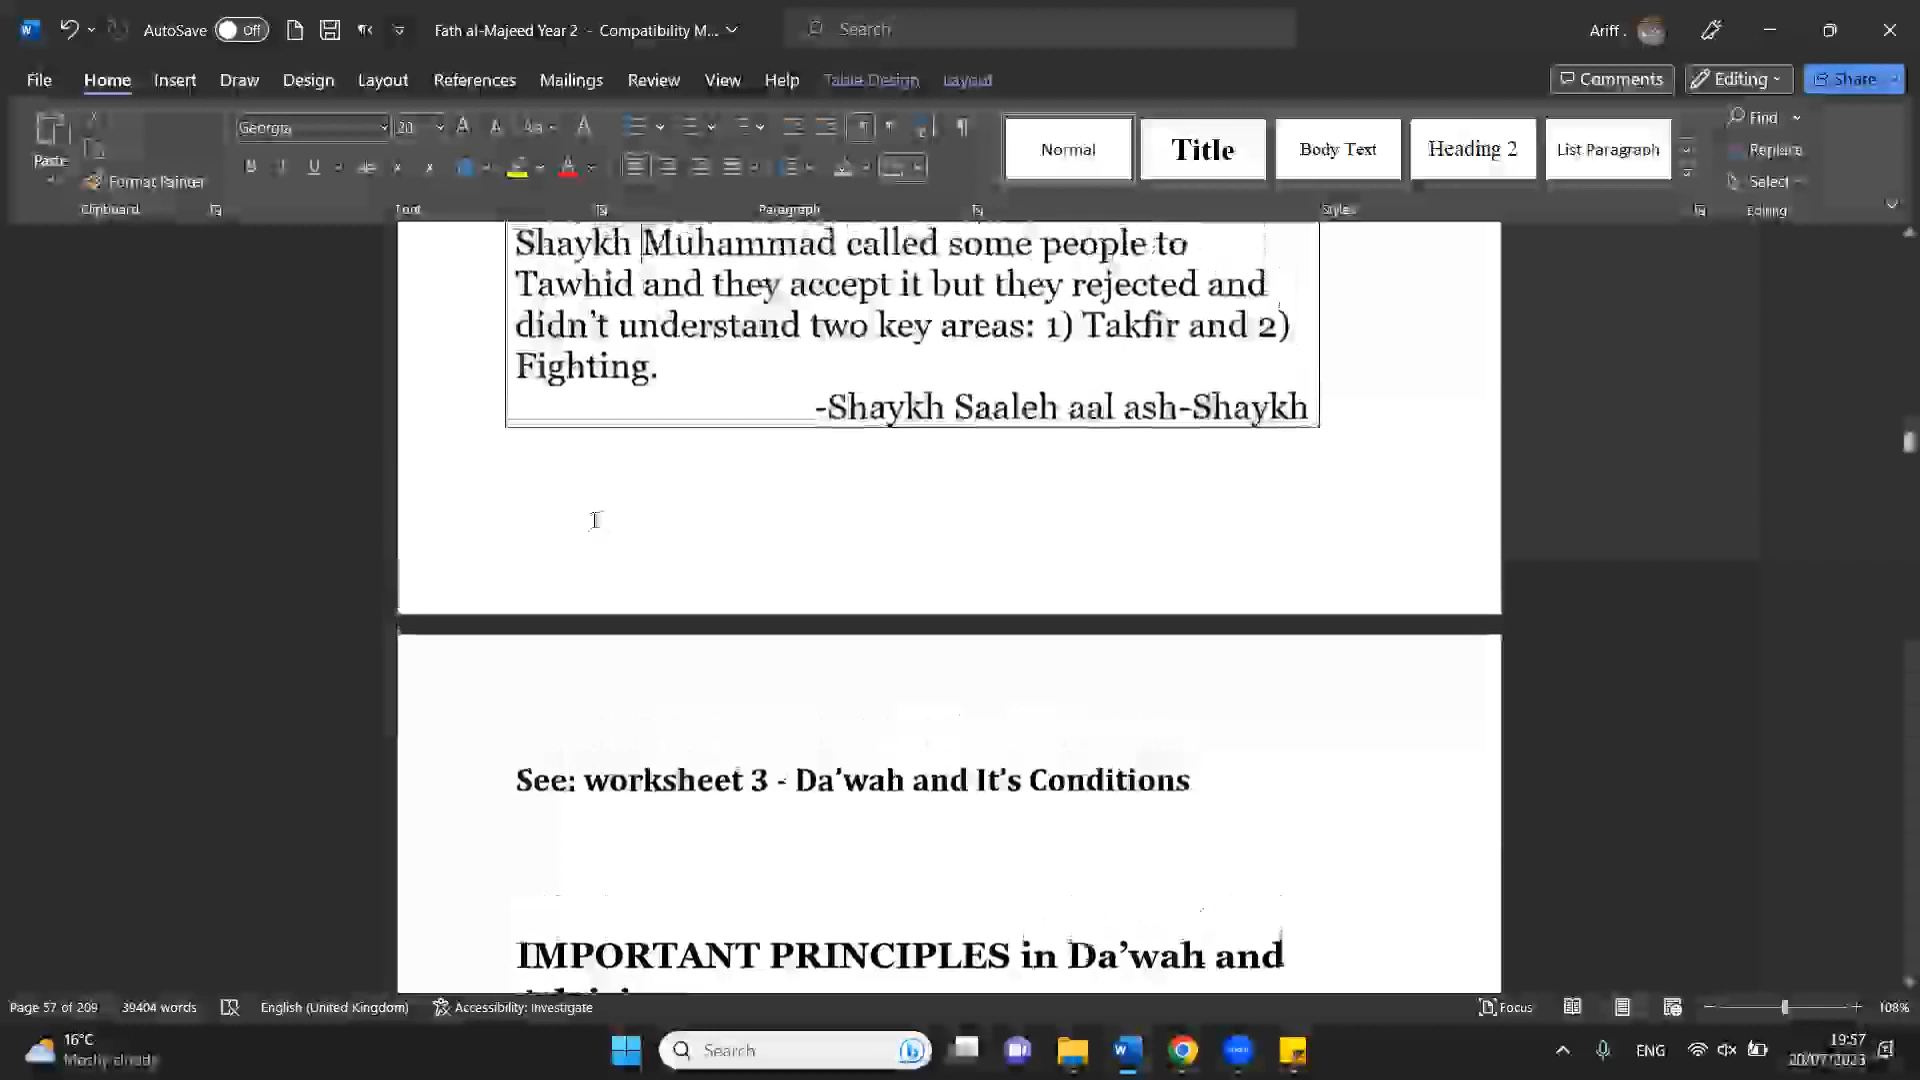 AutoSave Off Fath al-Majeed Year 2 - Compatibility M... Search Ariff .
File Home Insert Draw Design Layout References Mailings Review View Help Table Design Layout Comments Editing Share
Paste Format Painter Clipboard
Georgia 20 Font
Paragraph
Normal Title Body Text Heading 2 List Paragraph Styles
Find
Replace
Select
Editing
Shaykh Muhammad called some people to
Tawhid and they accept it but they rejected and
didn't understand two key areas: 1) Takfir and 2)
Fighting.
-Shaykh Saaleh aal ash-Shaykh
See: worksheet 3 - Da'wah and It's Conditions
IMPORTANT PRINCIPLES in Da'wah and
Page 57 of 209 39404 words English (United Kingdom) Accessibility: Investigate Focus 108%
16°C
Mostly cloudy
Search
ENG
19:57
20/07/2023